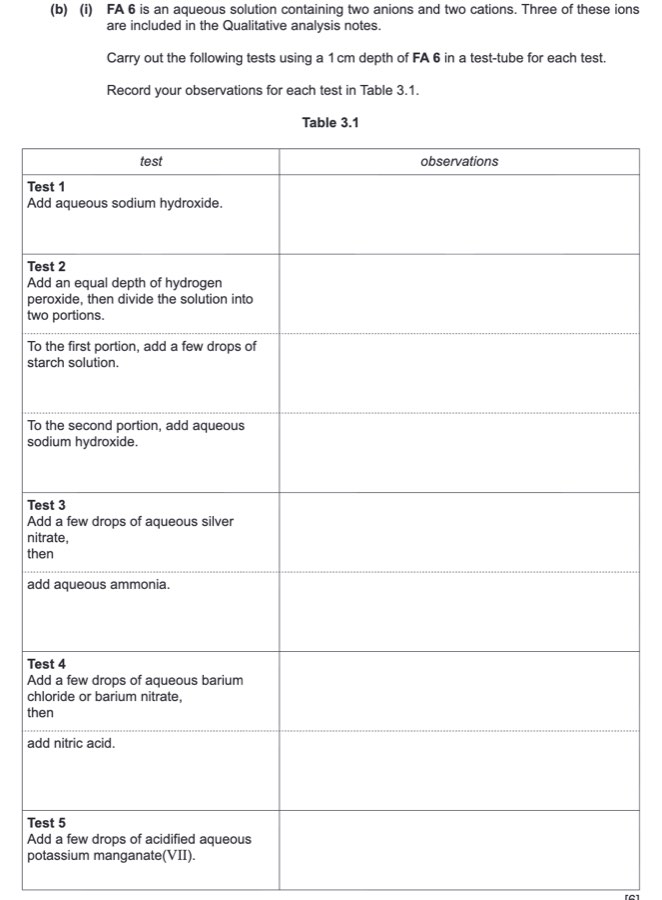 (b) (i) FA 6 is an aqueous solution containing two anions and two cations. Three of these ions
are included in the Qualitative analysis notes.
Carry out the following tests using a 1 cm depth of FA 6 in a test-tube for each test.
Record your observations for each test in Table 3.1.
Table 3.1
test observations
Test 1
Add aqueous sodium hydroxide.
Test 2
Add an equal depth of hydrogen
peroxide, then divide the solution into
two portions.
To the first portion, add a few drops of
starch solution.
To the second portion, add aqueous
sodium hydroxide.
Test 3
Add a few drops of aqueous silver
nitrate,
then
add aqueous ammonia.
Test 4
Add a few drops of aqueous barium
chloride or barium nitrate,
then
add nitric acid.
Test 5
Add a few drops of acidified aqueous
potassium manganate(VII).
[6]